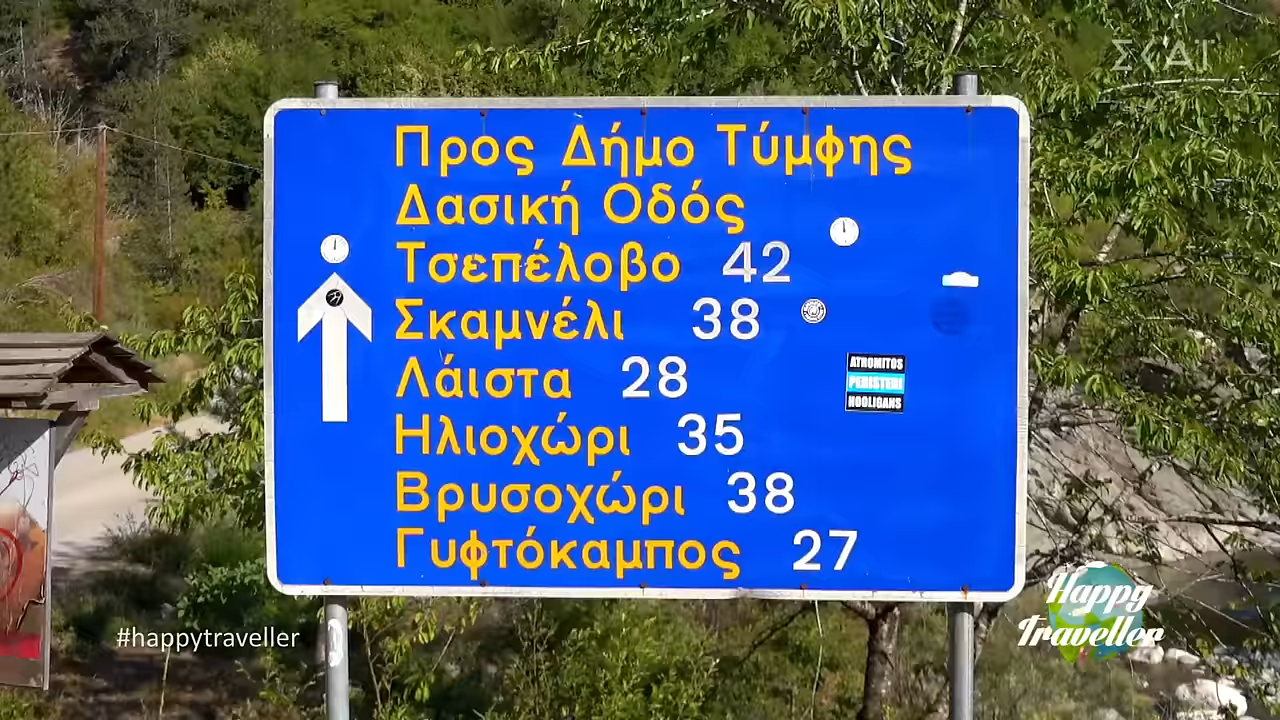 ΣΚΑΪ
Προς Δήμο Τύμφης
Δασική Οδός
Τσεπέλοβο 42
Σκαμνέλι 38
Λάιστα 28
Ηλιοχώρι 35
Βρυσοχώρι 38
Γυφτόκαμπος 27
ATROMITOS
PERISTERI
HOOLIGANS
#happytraveller
Happy
Traveller